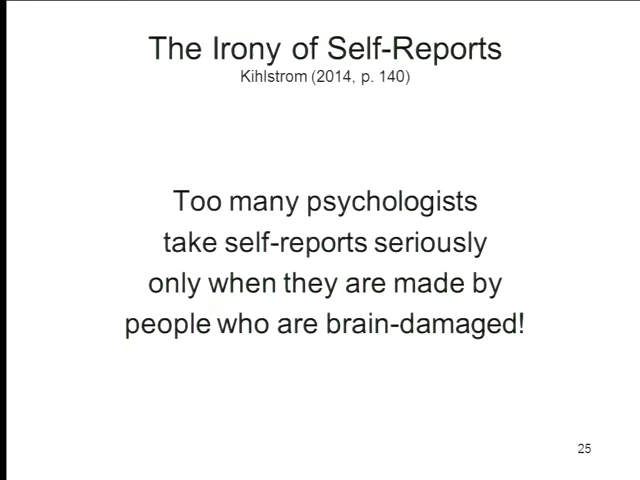 The Irony of Self-Reports
Kihlstrom (2014, p. 140)
Too many psychologists
take self-reports seriously
only when they are made by
people who are brain-damaged!
25